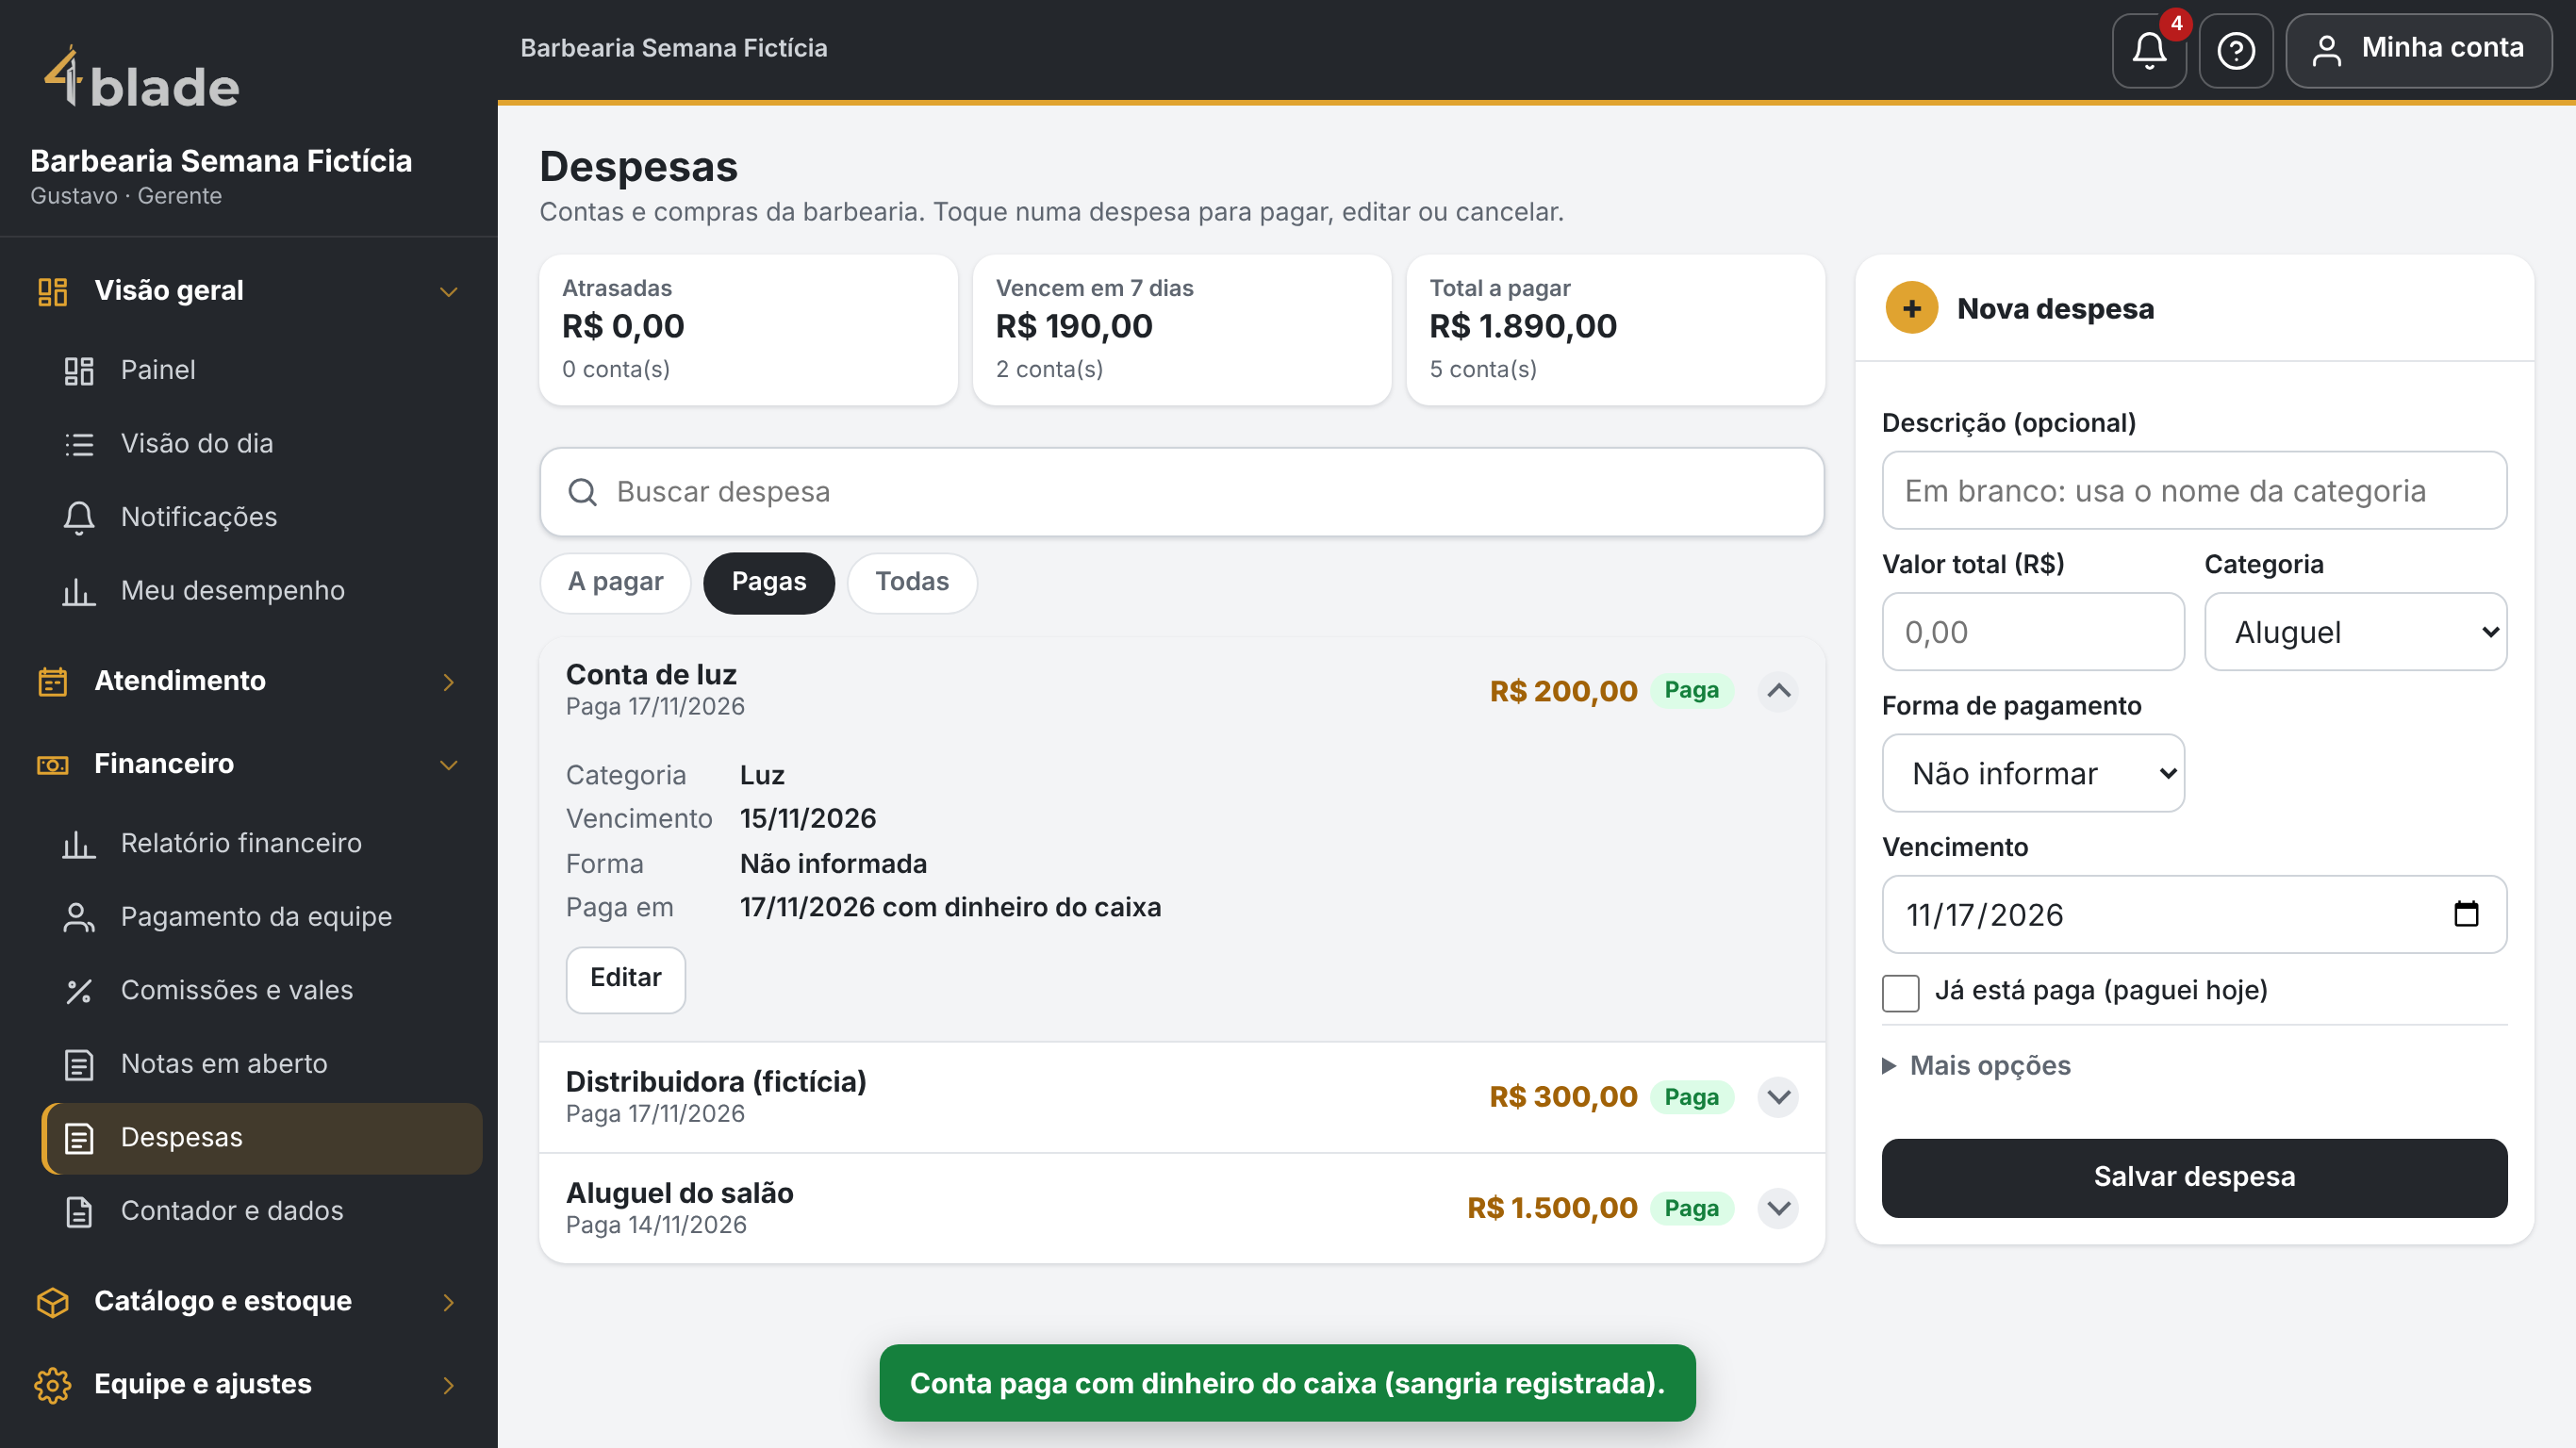 4blade
Barbearia Semana Fictícia
Gustavo · Gerente
Visão geral
Painel
Visão do dia
Notificações
Meu desempenho
Atendimento
Financeiro
Relatório financeiro
Pagamento da equipe
Comissões e vales
Notas em aberto
Despesas
Contador e dados
Catálogo e estoque
Equipe e ajustes
Barbearia Semana Fictícia
4
Minha conta
Despesas
Contas e compras da barbearia. Toque numa despesa para pagar, editar ou cancelar.
Atrasadas
R$ 0,00
0 conta(s)
Vencem em 7 dias
R$ 190,00
2 conta(s)
Total a pagar
R$ 1.890,00
5 conta(s)
Buscar despesa
A pagar Pagas Todas
Conta de luz
Paga 17/11/2026
R$ 200,00 Paga
Categoria Luz
Vencimento 15/11/2026
Forma Não informada
Paga em 17/11/2026 com dinheiro do caixa
Editar
Distribuidora (fictícia)
Paga 17/11/2026
R$ 300,00 Paga
Aluguel do salão
Paga 14/11/2026
R$ 1.500,00 Paga
+ Nova despesa
Descrição (opcional)
Em branco: usa o nome da categoria
Valor total (R$) Categoria
0,00 Aluguel
Forma de pagamento
Não informar
Vencimento
11/17/2026
Já está paga (paguei hoje)
Mais opções
Salvar despesa
Conta paga com dinheiro do caixa (sangria registrada).